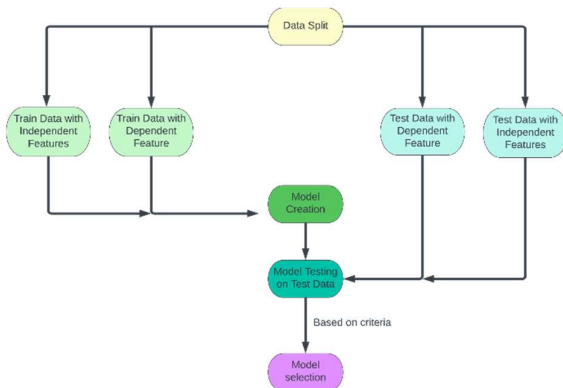 Data Split
Train Data with
Independent
Features
Train Data with
Dependent
Feature
Test Data with
Dependent
Feature
Test Data with
Independent
Features
Model
Creation
Model Testing
on Test Data
Based on criteria
Model
selection